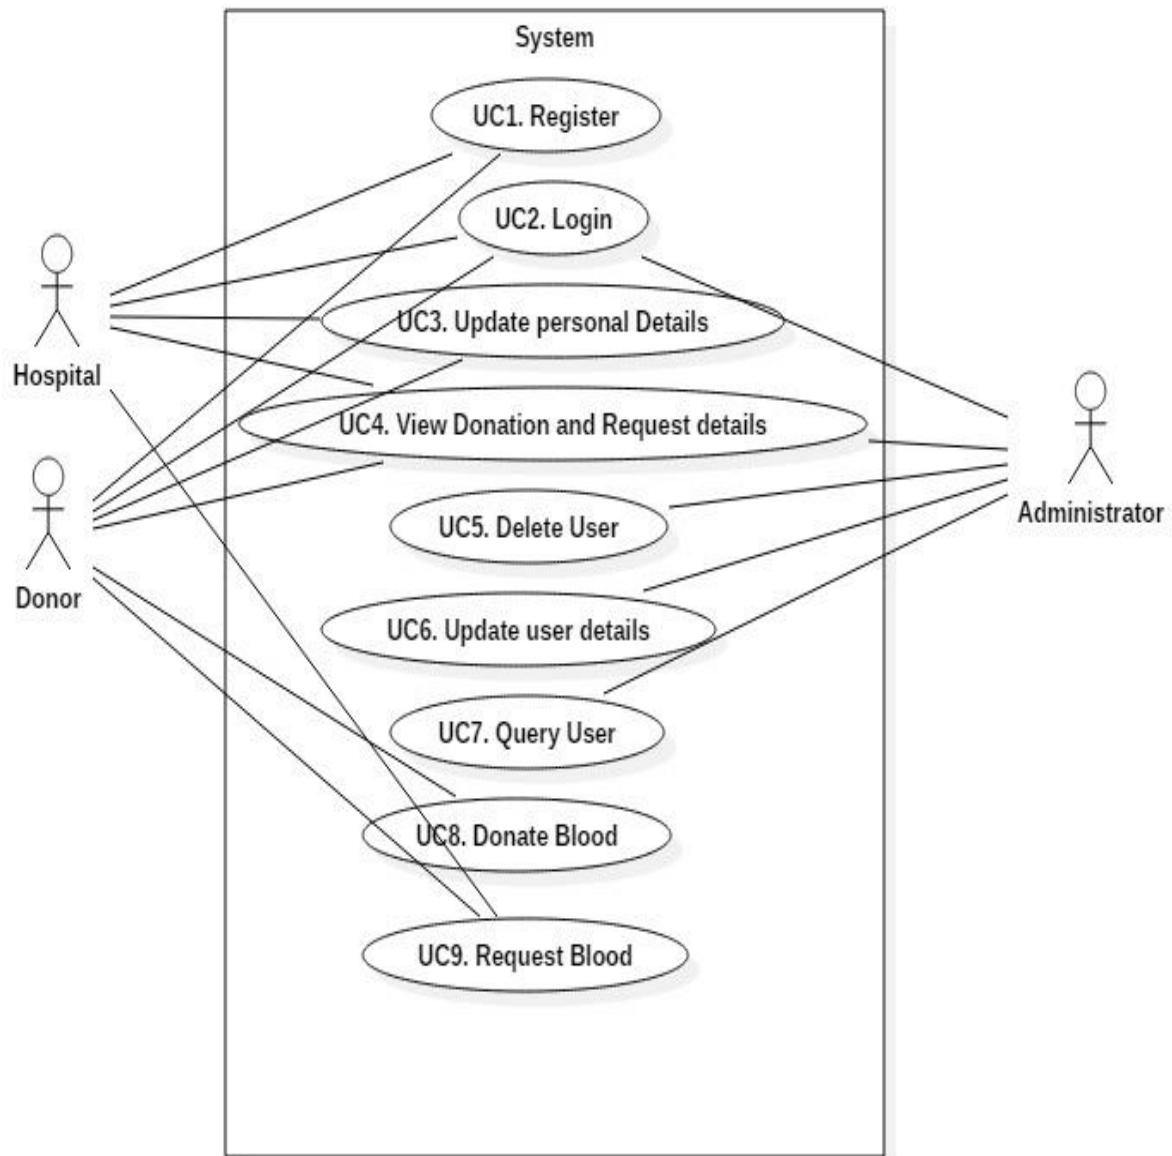 System
UC1. Register
UC2. Login
UC3. Update personal Details
Hospital
UC4. View Donation and Request details
Administrator
UC5. Delete User
Donor
UC6. Update user details
UC7. Query User
UC8. Donate Blood
UC9. Request Blood